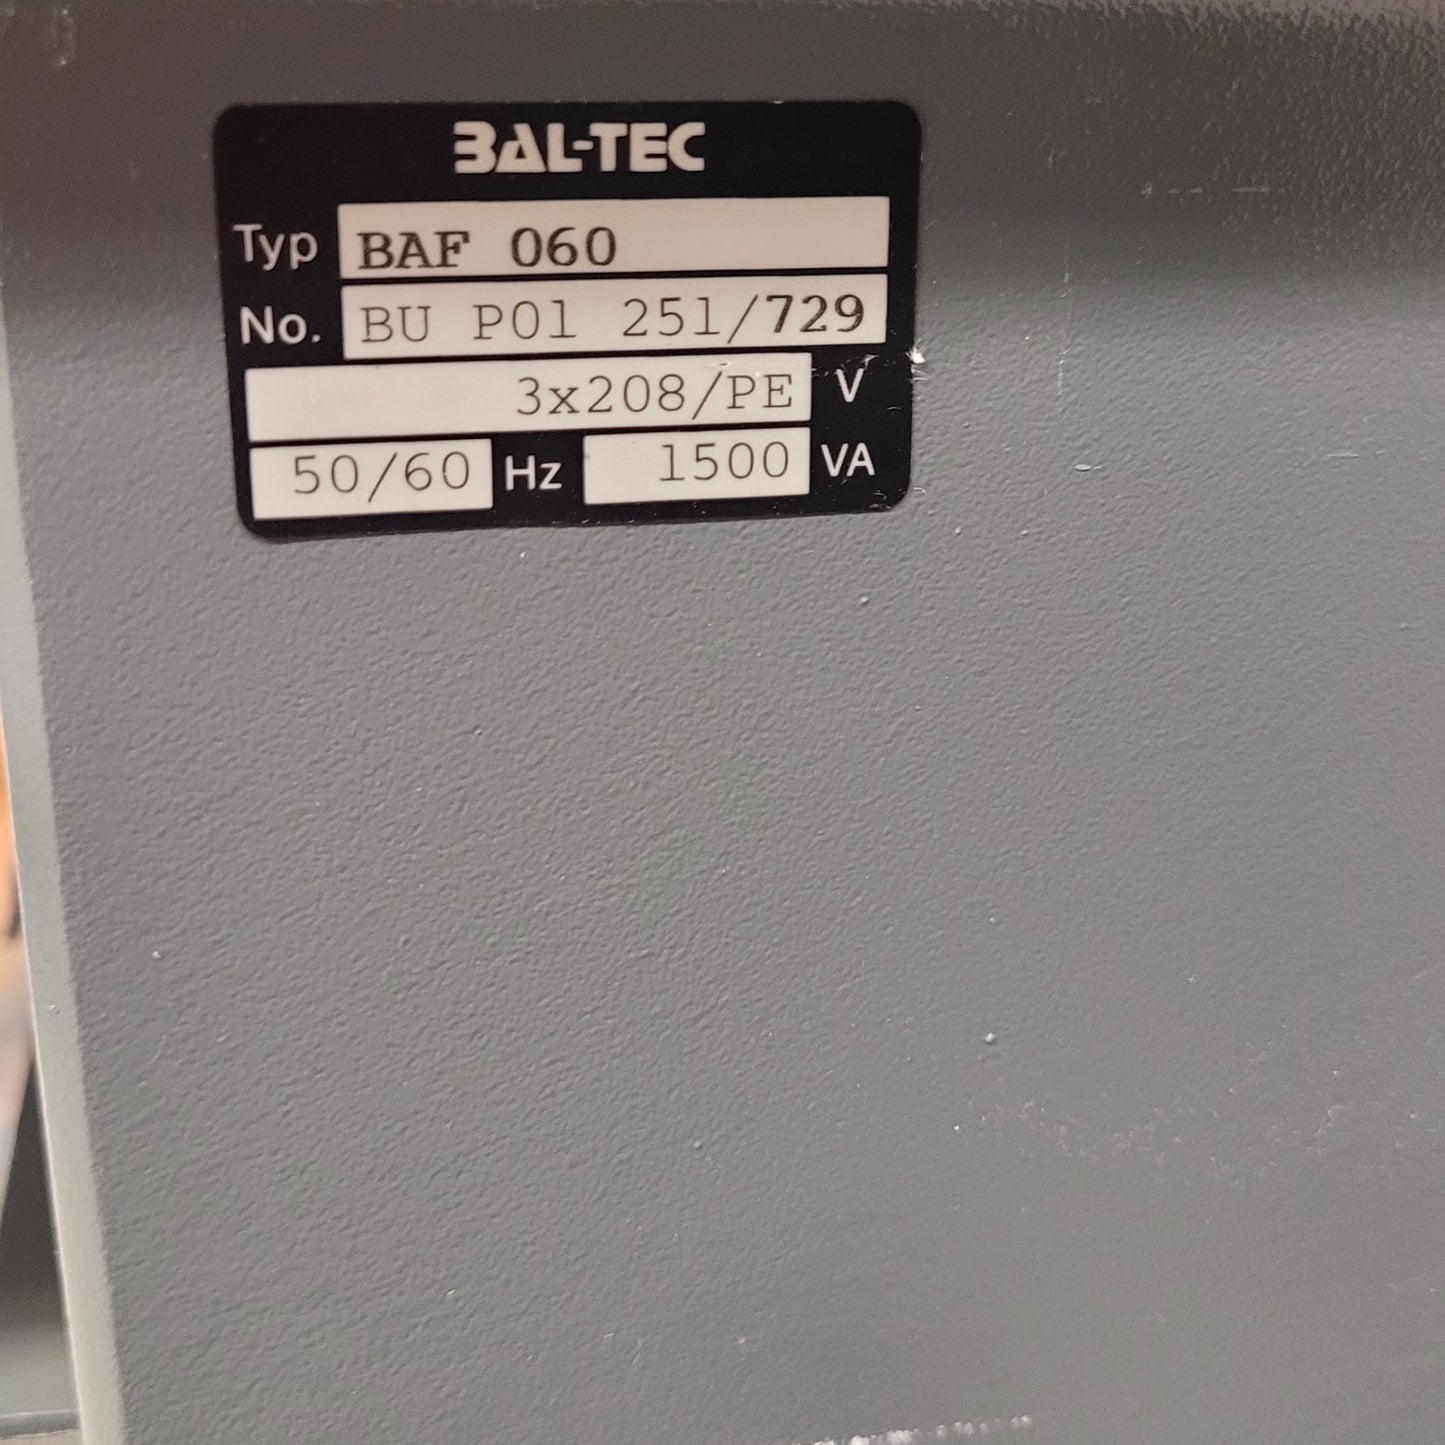 BAL-TEC
Typ BAF 060
No. BU P01 251/729
3x208/PE V
50/60 Hz 1500 VA